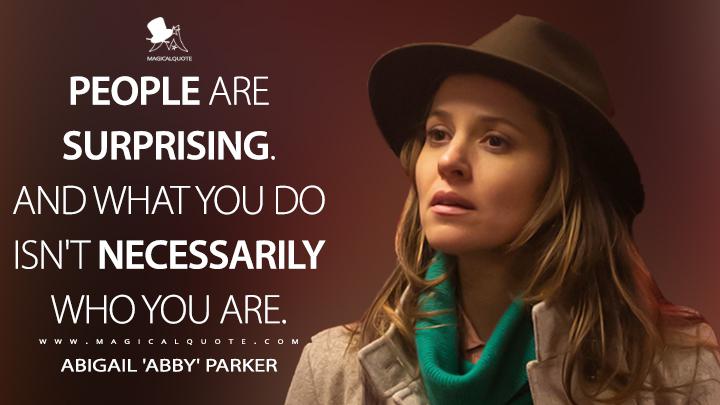 MAGICALQUOTE
PEOPLE ARE
SURPRISING.
AND WHAT YOU DO
ISN'T NECESSARILY
WHO YOU ARE.
WWW.MAGICALQUOTE.COM
ABIGAIL 'ABBY' PARKER